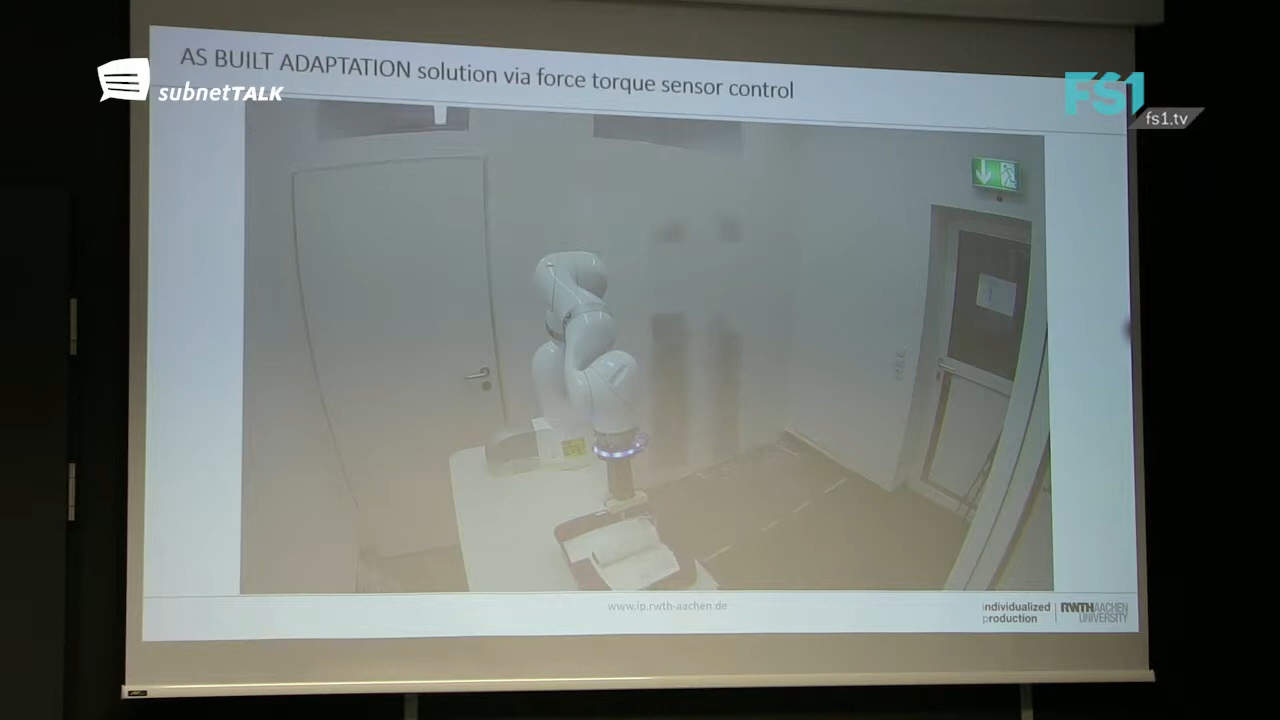 AS BUILT ADAPTATION solution via force torque sensor control
subnetTALK
FS1
fs1.tv
www.ip.rwth-aachen.de
individualized
production
RWTHAACHEN
UNIVERSITY